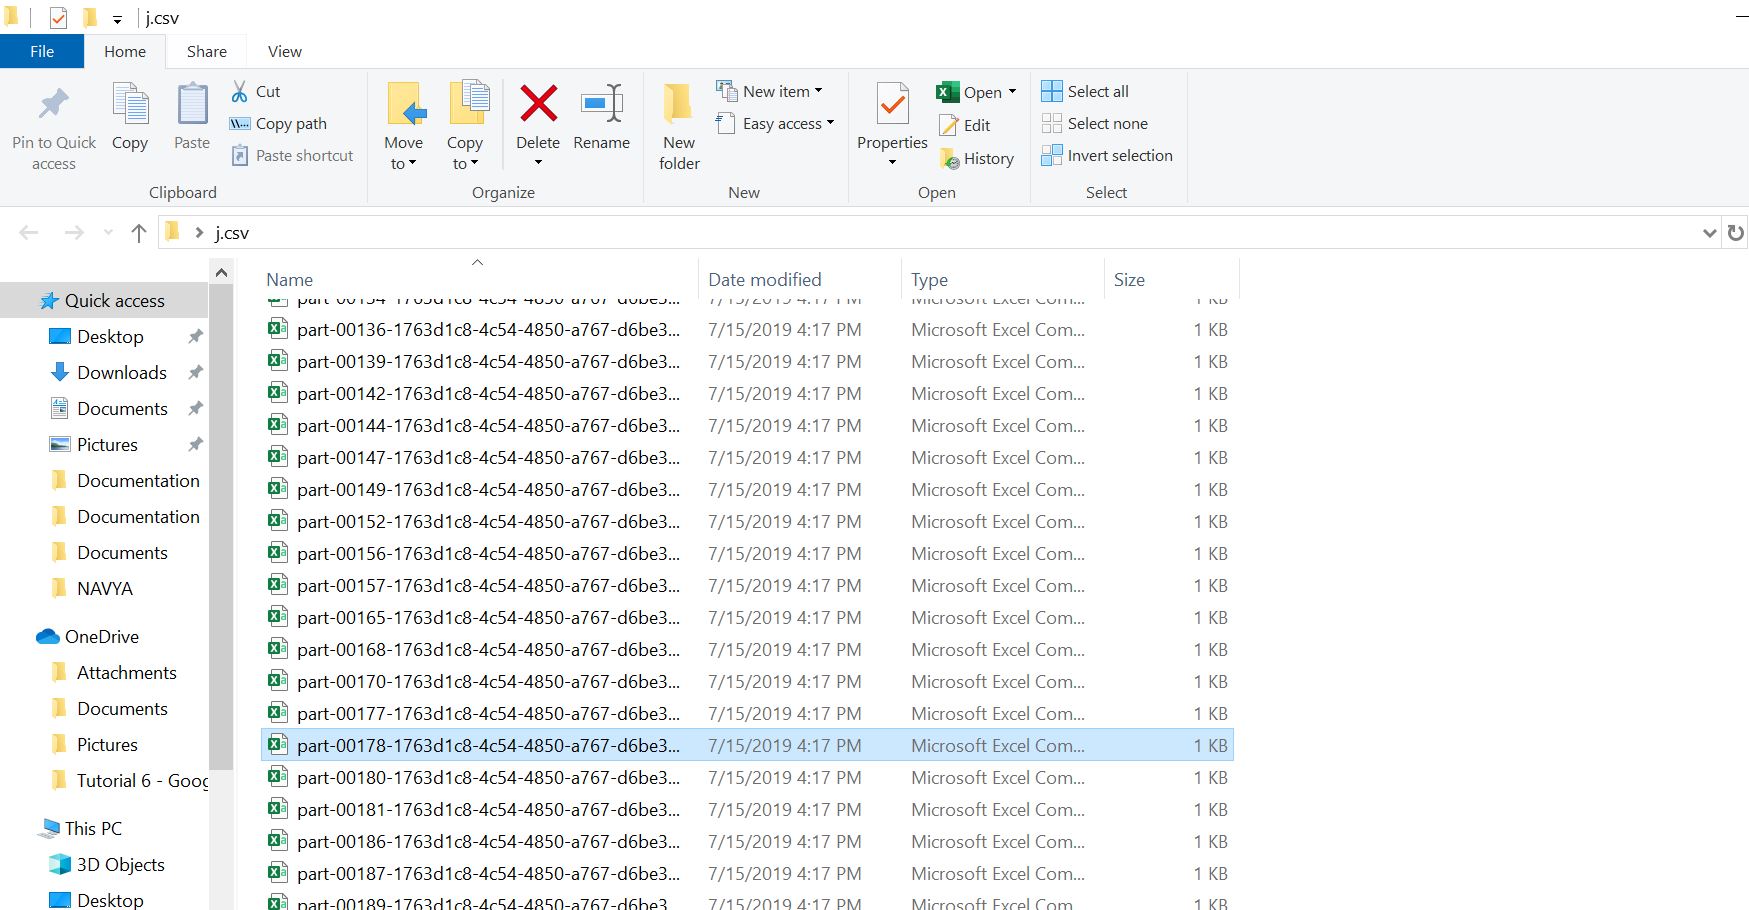 j.csv
File Home Share View
Pin to Quick access
Copy
Paste
Cut
Copy path
Paste shortcut
Clipboard
Move to
Copy to
Delete
Rename
Organize
New folder
New item
Easy access
New
Properties
Open
Edit
History
Open
Select all
Select none
Invert selection
Select
j.csv
Quick access
Desktop
Downloads
Documents
Pictures
Documentation
Documentation
Documents
NAVYA
OneDrive
Attachments
Documents
Pictures
Tutorial 6 - Goog
This PC
3D Objects
Desktop
Name Date modified Type Size
part-00134-1763d1c8-4c54-4850-a767-d6be3... 7/15/2019 4:17 PM Microsoft Excel Com... 1 KB
part-00136-1763d1c8-4c54-4850-a767-d6be3... 7/15/2019 4:17 PM Microsoft Excel Com... 1 KB
part-00139-1763d1c8-4c54-4850-a767-d6be3... 7/15/2019 4:17 PM Microsoft Excel Com... 1 KB
part-00142-1763d1c8-4c54-4850-a767-d6be3... 7/15/2019 4:17 PM Microsoft Excel Com... 1 KB
part-00144-1763d1c8-4c54-4850-a767-d6be3... 7/15/2019 4:17 PM Microsoft Excel Com... 1 KB
part-00147-1763d1c8-4c54-4850-a767-d6be3... 7/15/2019 4:17 PM Microsoft Excel Com... 1 KB
part-00149-1763d1c8-4c54-4850-a767-d6be3... 7/15/2019 4:17 PM Microsoft Excel Com... 1 KB
part-00152-1763d1c8-4c54-4850-a767-d6be3... 7/15/2019 4:17 PM Microsoft Excel Com... 1 KB
part-00156-1763d1c8-4c54-4850-a767-d6be3... 7/15/2019 4:17 PM Microsoft Excel Com... 1 KB
part-00157-1763d1c8-4c54-4850-a767-d6be3... 7/15/2019 4:17 PM Microsoft Excel Com... 1 KB
part-00165-1763d1c8-4c54-4850-a767-d6be3... 7/15/2019 4:17 PM Microsoft Excel Com... 1 KB
part-00168-1763d1c8-4c54-4850-a767-d6be3... 7/15/2019 4:17 PM Microsoft Excel Com... 1 KB
part-00170-1763d1c8-4c54-4850-a767-d6be3... 7/15/2019 4:17 PM Microsoft Excel Com... 1 KB
part-00177-1763d1c8-4c54-4850-a767-d6be3... 7/15/2019 4:17 PM Microsoft Excel Com... 1 KB
part-00178-1763d1c8-4c54-4850-a767-d6be3... 7/15/2019 4:17 PM Microsoft Excel Com... 1 KB
part-00180-1763d1c8-4c54-4850-a767-d6be3... 7/15/2019 4:17 PM Microsoft Excel Com... 1 KB
part-00181-1763d1c8-4c54-4850-a767-d6be3... 7/15/2019 4:17 PM Microsoft Excel Com... 1 KB
part-00186-1763d1c8-4c54-4850-a767-d6be3... 7/15/2019 4:17 PM Microsoft Excel Com... 1 KB
part-00187-1763d1c8-4c54-4850-a767-d6be3... 7/15/2019 4:17 PM Microsoft Excel Com... 1 KB
part-00189-1763d1c8-4c54-4850-a767-d6be3... 7/15/2019 4:17 PM Microsoft Excel Com... 1 KB